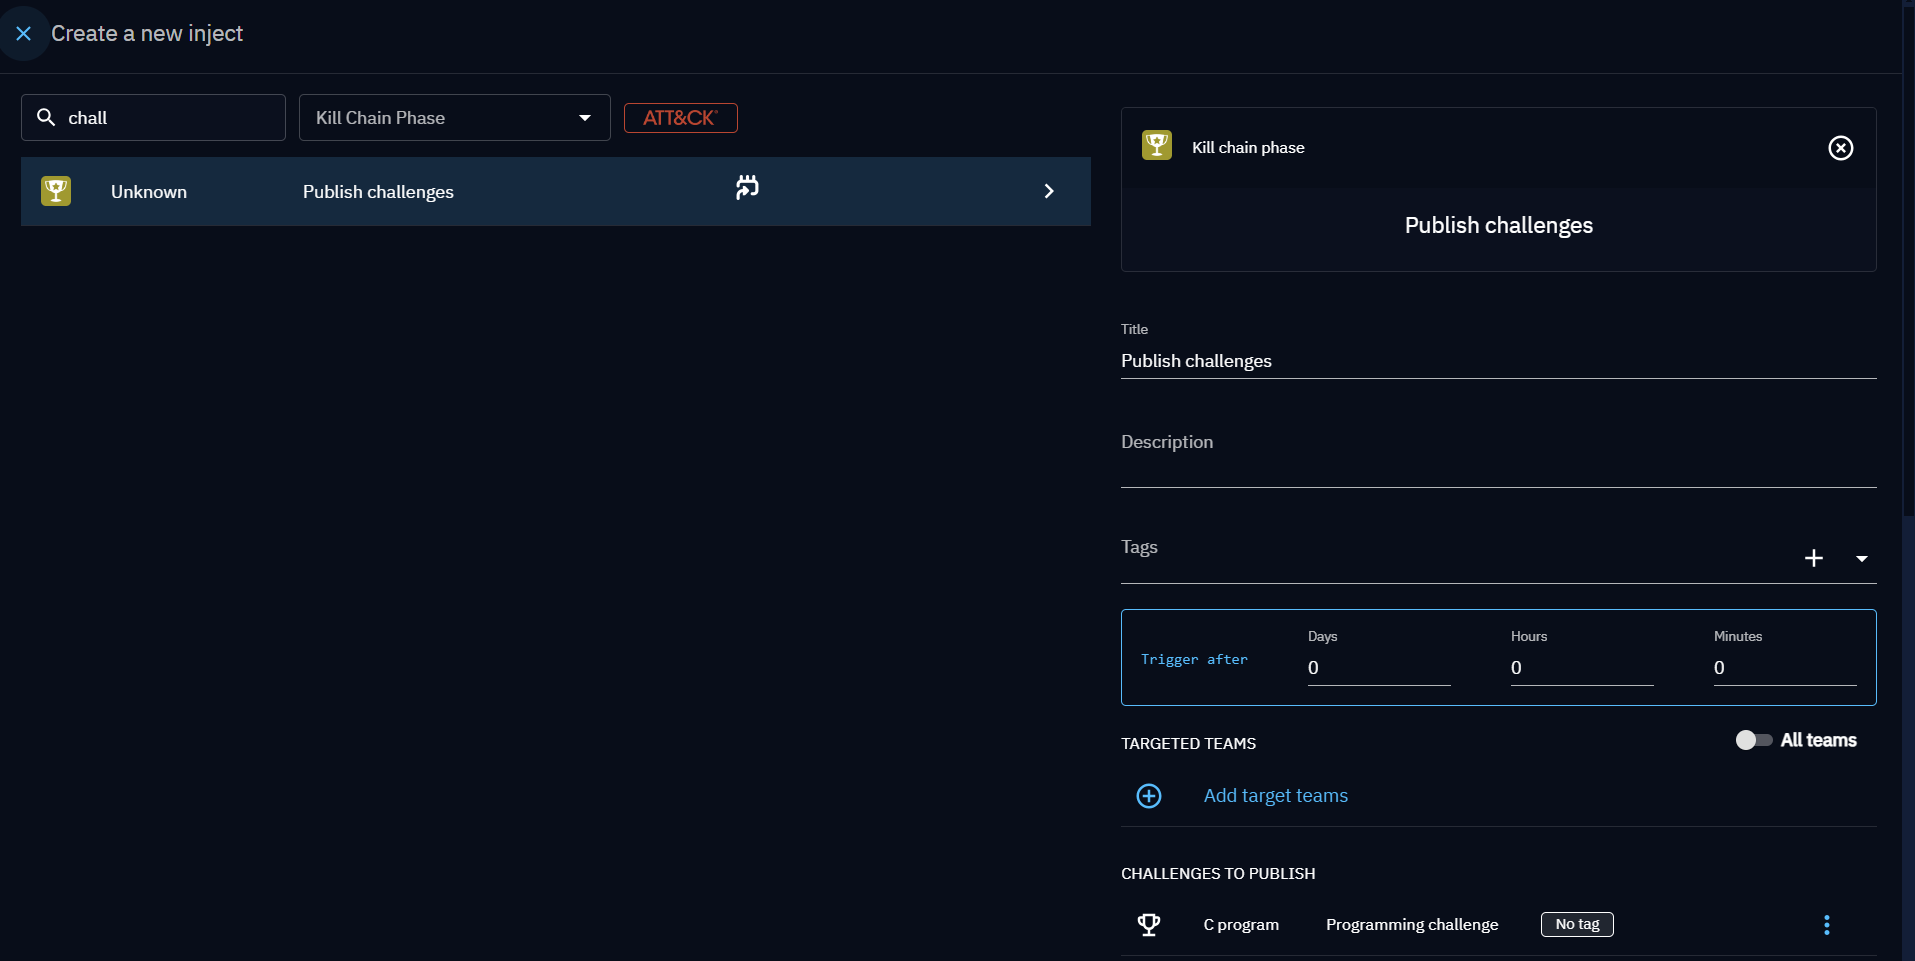 Create a new inject
chall
Kill Chain Phase
ATT&CK®
Unknown
Publish challenges
Kill chain phase
Publish challenges
Title
Publish challenges
Description
Tags
Trigger after
Days
0
Hours
0
Minutes
0
TARGETED TEAMS
All teams
Add target teams
CHALLENGES TO PUBLISH
C program
Programming challenge
No tag